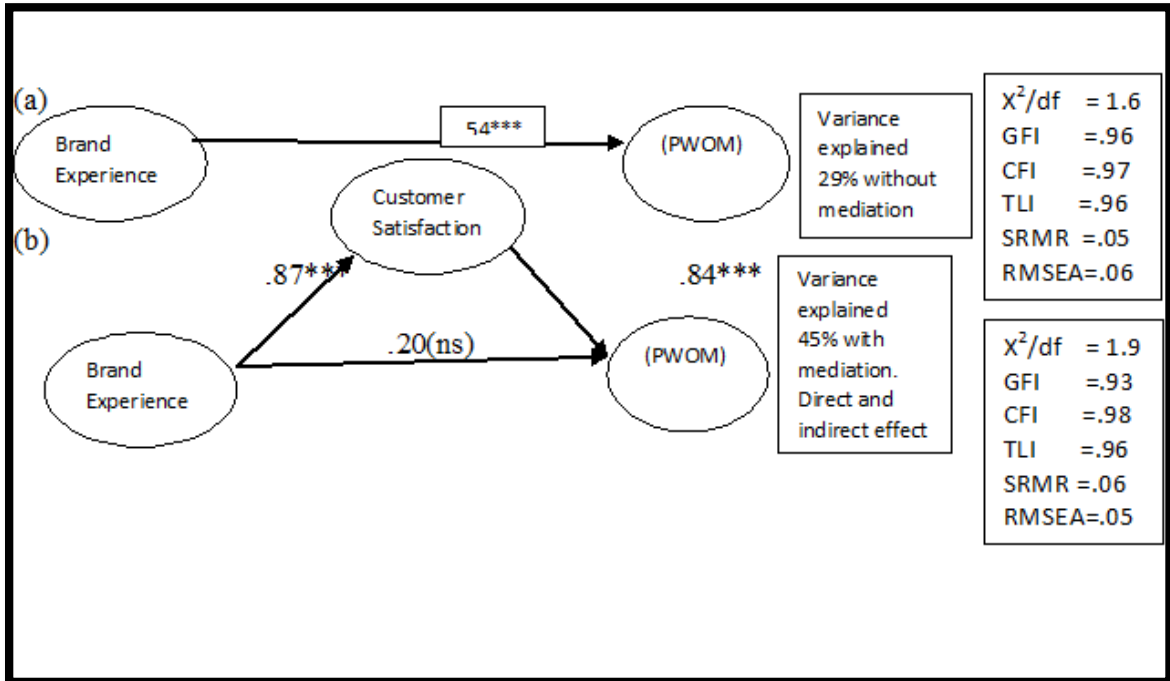 (a)
Brand
Experience
54***
(PWOM)
Variance
explained
29% without
mediation
X²/df = 1.6
GFI =.96
CFI =.97
TLI =.96
SRMR =.05
RMSEA=.06
Customer
Satisfaction
(b)
.87***
.84***
.20(ns)
Brand
Experience
(PWOM)
Variance
explained
45% with
mediation.
Direct and
indirect effect
X²/df = 1.9
GFI =.93
CFI =.98
TLI =.96
SRMR =.06
RMSEA=.05